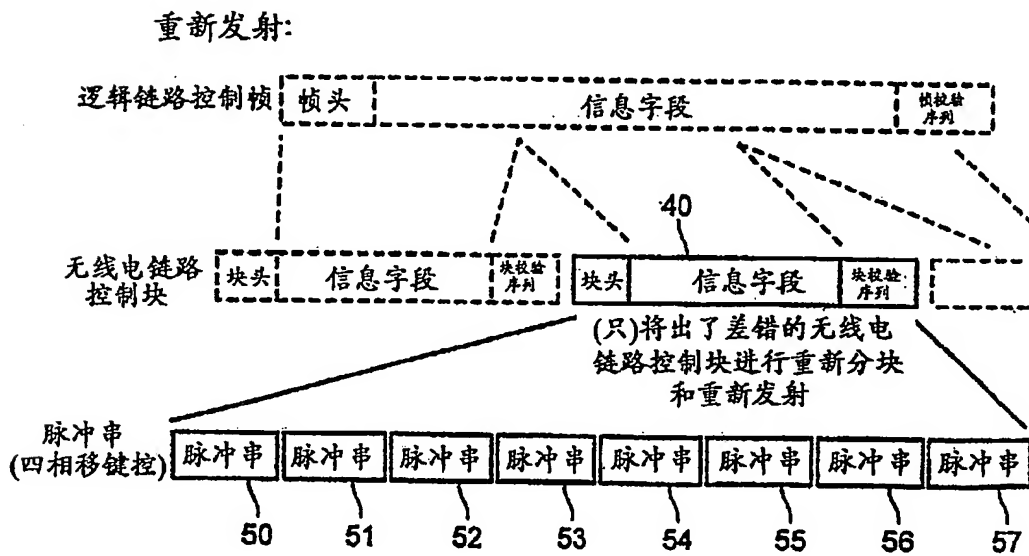 重新发射:
逻辑链路控制帧 帧头 信息字段 帧校验
序列
40
无线电链路
控制块
块头 信息字段 块校验
序列
块头 信息字段 块校验
序列
(只)将出了差错的无线电
链路控制块进行重新分块
和重新发射
脉冲串
(四相移键控)
脉冲串 脉冲串 脉冲串 脉冲串 脉冲串 脉冲串 脉冲串 脉冲串
50 51 52 53 54 55 56 57